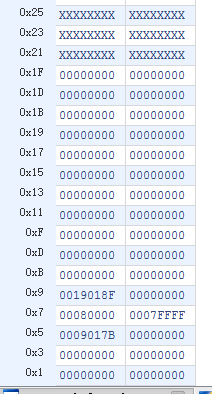 0x25 XXXXXXXX XXXXXXXX
0x23 XXXXXXXX XXXXXXXX
0x21 XXXXXXXX XXXXXXXX
0x1F 00000000 00000000
0x1D 00000000 00000000
0x1B 00000000 00000000
0x19 00000000 00000000
0x17 00000000 00000000
0x15 00000000 00000000
0x13 00000000 00000000
0x11 00000000 00000000
0xF 00000000 00000000
0xD 00000000 00000000
0xB 00000000 00000000
0x9 0019018F 00000000
0x7 00080000 0007FFFF
0x5 0009017B 00000000
0x3 00000000 00000000
0x1 00000000 00000000